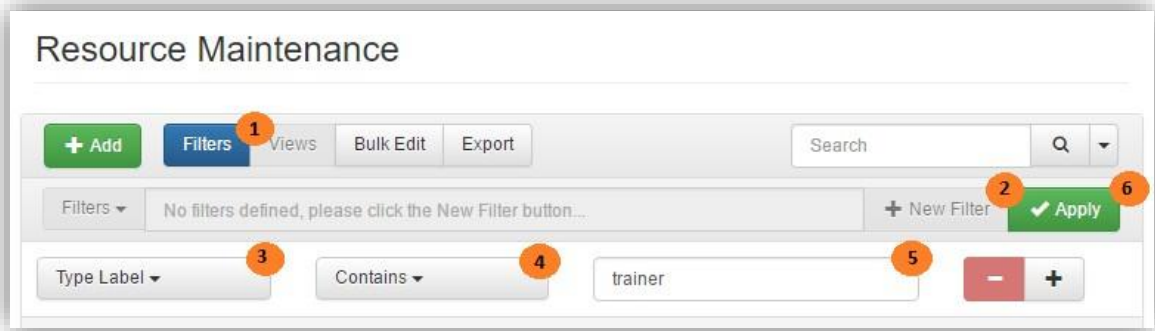 Resource Maintenance
+ Add Filters 1 Views Bulk Edit Export Search
Filters No filters defined, please click the New Filter button... + New Filter 2 Apply 6
Type Label 3 Contains 4 trainer 5 - +